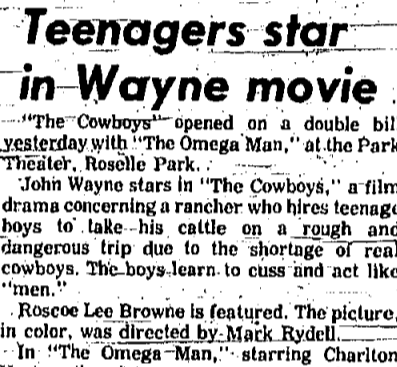 Teenagers star
in Wayne movie
"The Cowboys" opened on a double bil
yesterday with "The Omega Man," at the Park
Theater, Roselle Park.
John Wayne stars in "The Cowboys," a film
drama concerning a rancher who hires teenage
boys to take his cattle on a rough and
dangerous trip due to the shortage of real
cowboys. The boys learn to cuss and act like
"men."
Roscoe Lee Browne is featured. The picture,
in color, was directed by Mark Rydell.
In "The Omega Man," starring Charlton